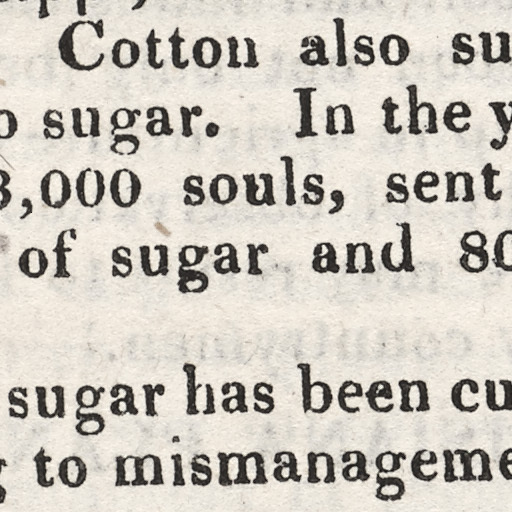 Cotton also su
o sugar. In the y
3,000 souls, sent
of sugar and 80
sugar has been cu
g to mismanageme